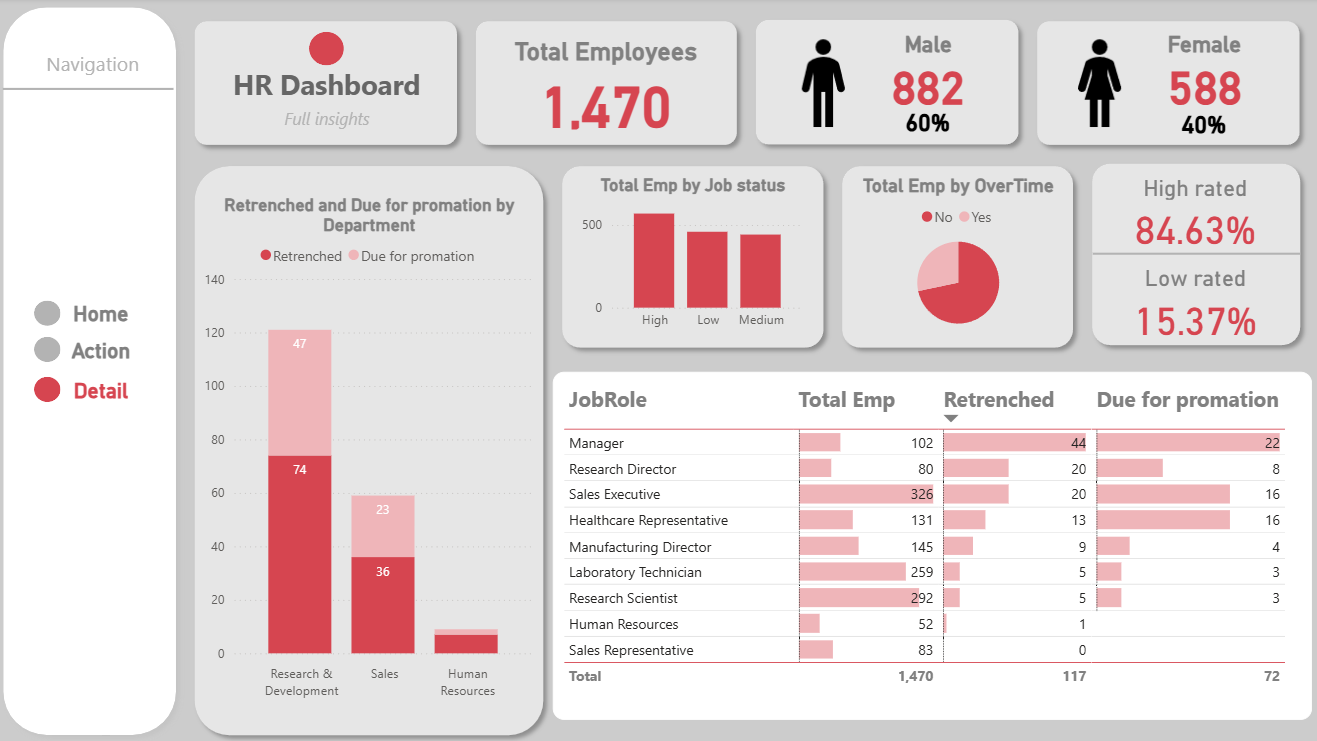 Navigation
Home
Action
Detail
HR Dashboard
Full insights
Total Employees
1,470
Male
882
60%
Female
588
40%
Retrenched and Due for promation by
Department
Retrenched Due for promation
140
120
100
80
60
40
20
0
47
74
23
36
Research &
Development
Sales
Human
Resources
Total Emp by Job status
500
0
High Low Medium
Total Emp by OverTime
No Yes
High rated
84.63%
Low rated
15.37%
JobRole Total Emp Retrenched Due for promation
Manager 102 44 22
Research Director 80 20 8
Sales Executive 326 20 16
Healthcare Representative 131 13 16
Manufacturing Director 145 9 4
Laboratory Technician 259 5 3
Research Scientist 292 5 3
Human Resources 52 1
Sales Representative 83 0
Total 1,470 117 72